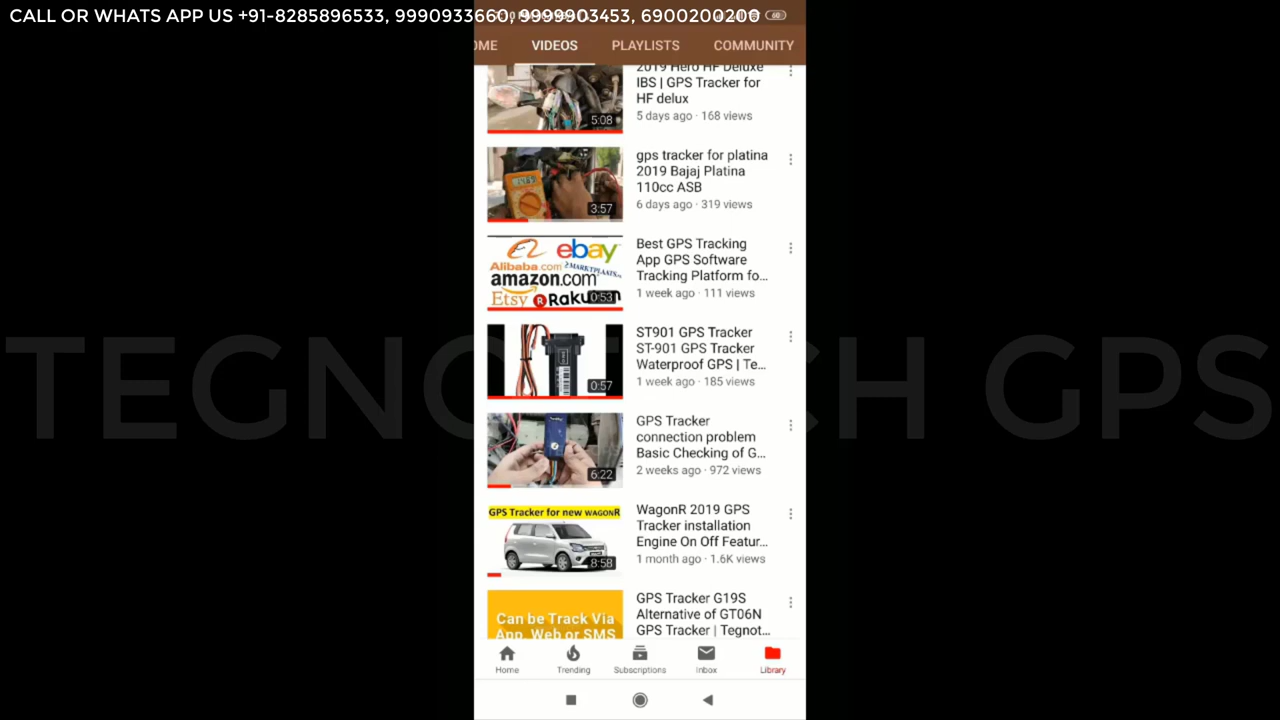 CALL OR WHATS APP US +91-8285896533, 9990933660, 9999903453, 6900200200
60
OME VIDEOS PLAYLISTS COMMUNITY
2019 Hero HF Deluxe
IBS | GPS Tracker for
HF delux
5 days ago · 168 views
5:08
gps tracker for platina
2019 Bajaj Platina
110cc ASB
6 days ago · 319 views
3:57
ebay
Alibaba.com
amazon.com
Etsy Rakuten
0:53
Best GPS Tracking
App GPS Software
Tracking Platform fo...
1 week ago · 111 views
ST901 GPS Tracker
ST-901 GPS Tracker
Waterproof GPS | Te...
1 week ago · 185 views
0:57
GPS Tracker
connection problem
Basic Checking of G...
2 weeks ago · 972 views
6:22
GPS Tracker for new WAGONR
8:58
WagonR 2019 GPS
Tracker installation
Engine On Off Featur...
1 month ago · 1.6K views
Can be Track Via
App, Web or SMS
GPS Tracker G19S
Alternative of GT06N
GPS Tracker | Tegnot...
Home Trending Subscriptions Inbox Library
TEGNO CH GPS